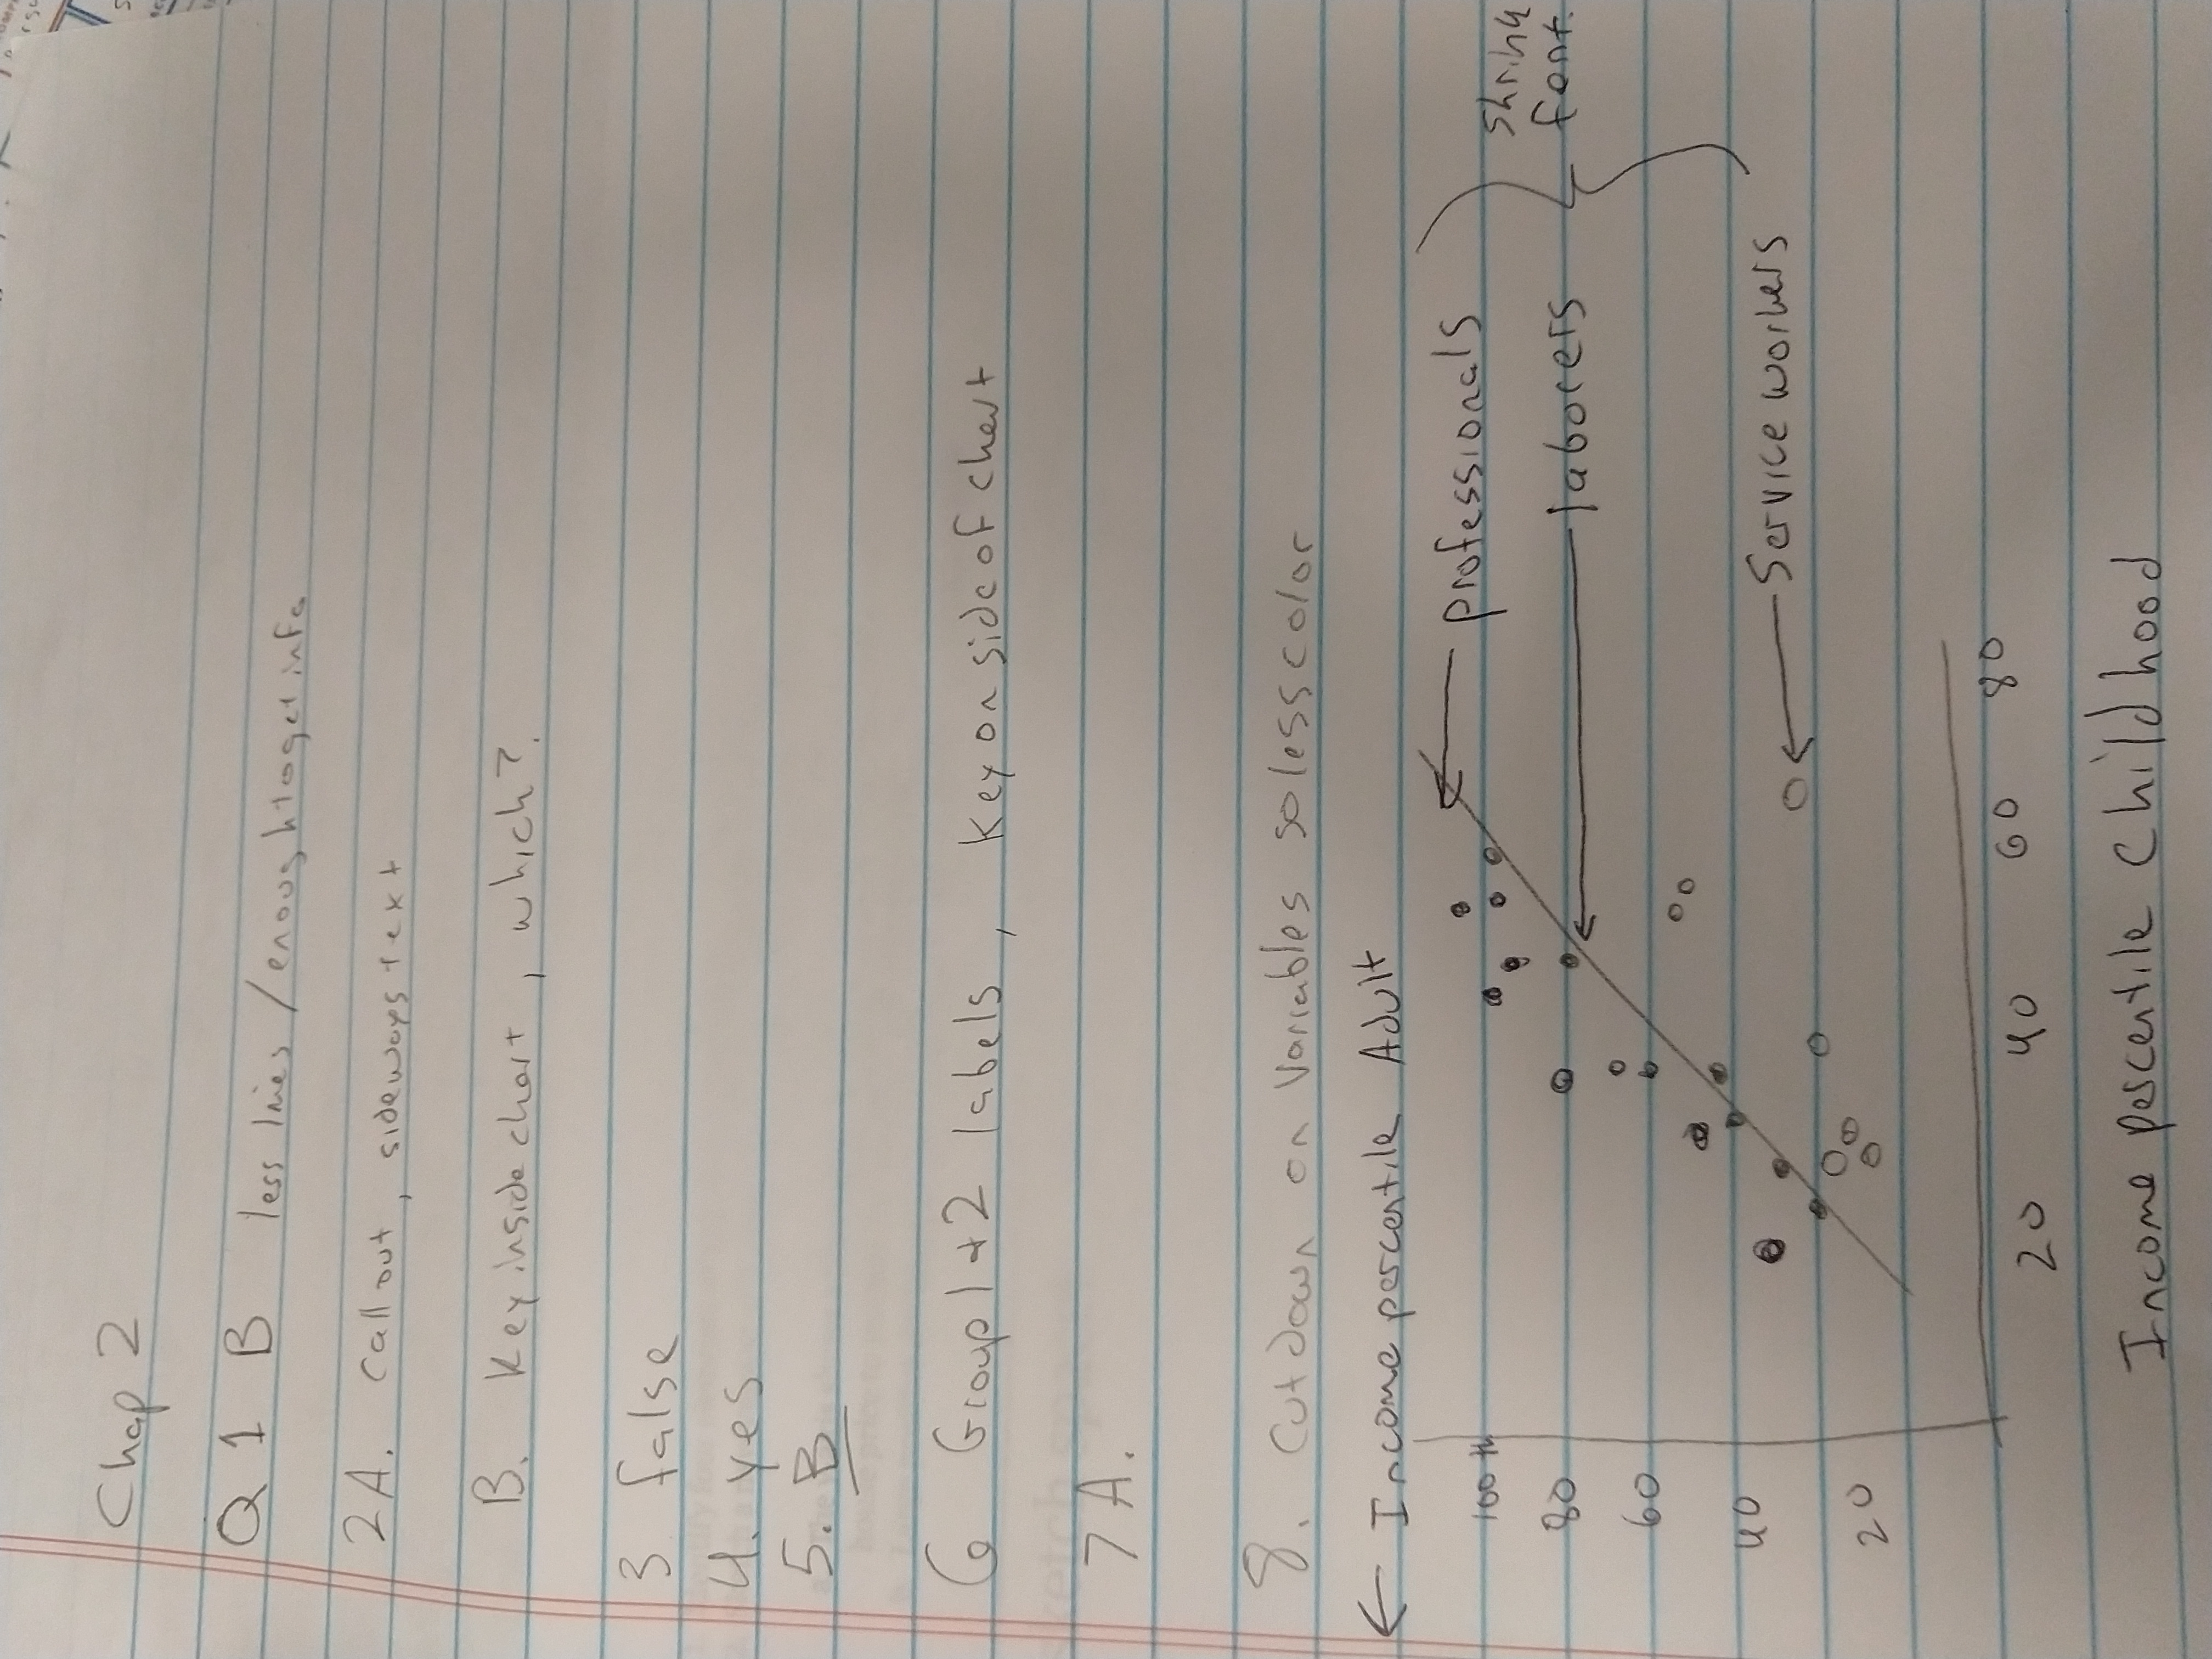 Chap 2
Q 1 B less lines / enough to get info
2A. Call out, sideways text
B. Key inside chart, which?
3 false
4. yes
5. B
6 Group 1 + 2 labels, Key on side of chart
7 A.
8. Cut down on variables so less color
← Income percentile Adult
professionals
100th
shrink
font.
80
laborers
60
40
Service workers
20
20 40 60 80
Income percentile Childhood